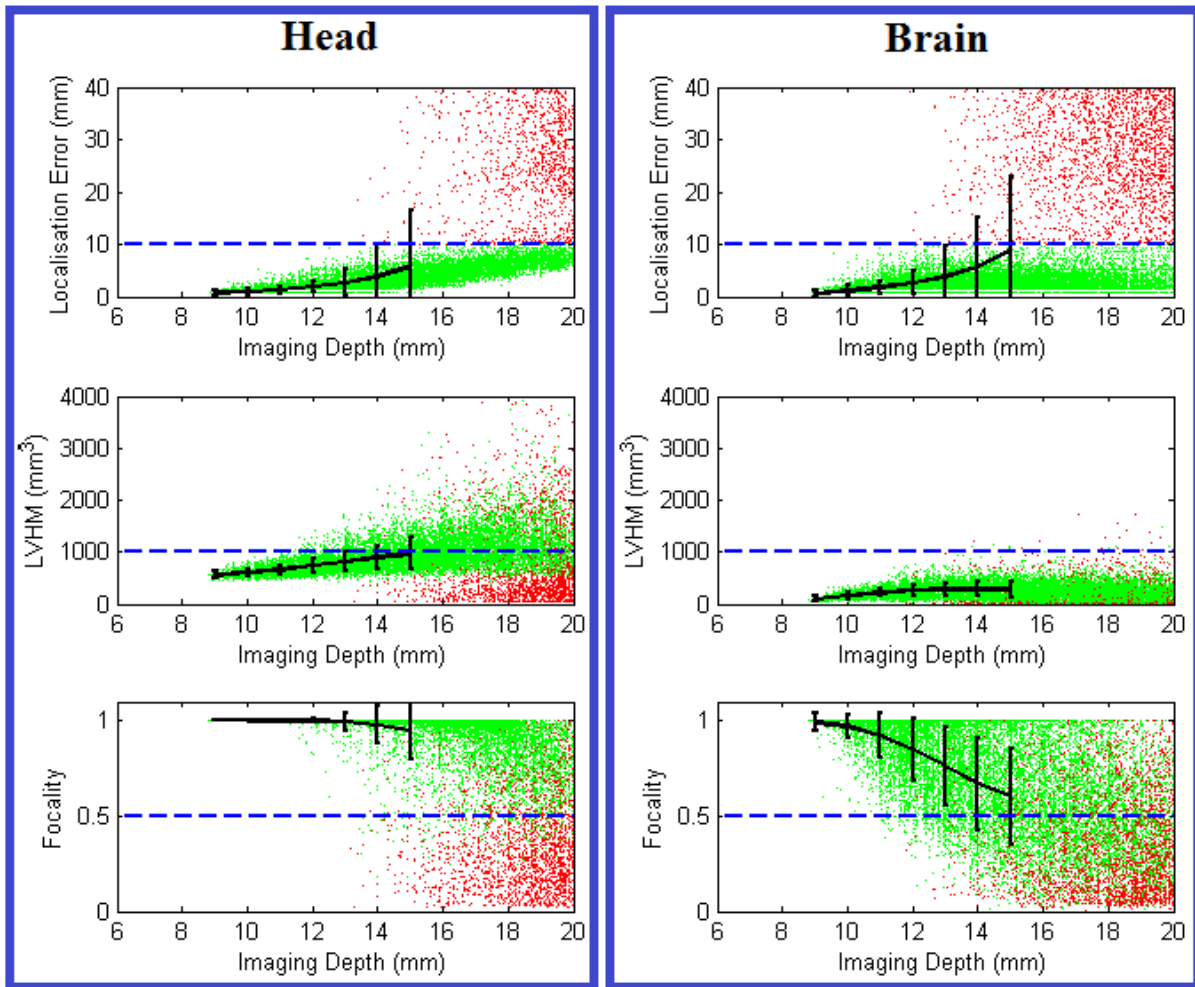 Head
Localisation Error (mm)
40
30
20
10
0
6 8 10 12 14 16 18 20
Imaging Depth (mm)
LVHM (mm³)
4000
3000
2000
1000
0
6 8 10 12 14 16 18 20
Imaging Depth (mm)
Focality
1
0.5
0
6 8 10 12 14 16 18 20
Imaging Depth (mm)
Brain
Localisation Error (mm)
40
30
20
10
0
6 8 10 12 14 16 18 20
Imaging Depth (mm)
LVHM (mm³)
4000
3000
2000
1000
0
6 8 10 12 14 16 18 20
Imaging Depth (mm)
Focality
1
0.5
0
6 8 10 12 14 16 18 20
Imaging Depth (mm)